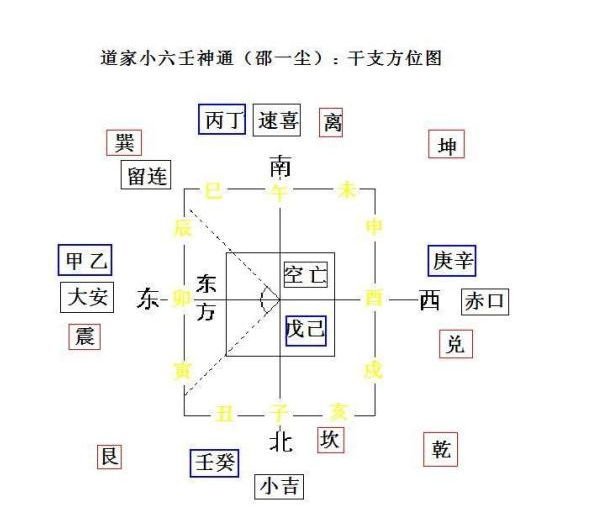 道家小六壬神通（邵一尘）：干支方位图
丙丁 速喜 离
巽 坤
留连 南
巳 午 未
辰 申
甲乙 庚辛
东 空亡
大安 东 卯 酉 西 赤口
方 戊己
震 兑
寅 戍
丑 子 亥
北 坎 乾
艮 壬癸
小吉